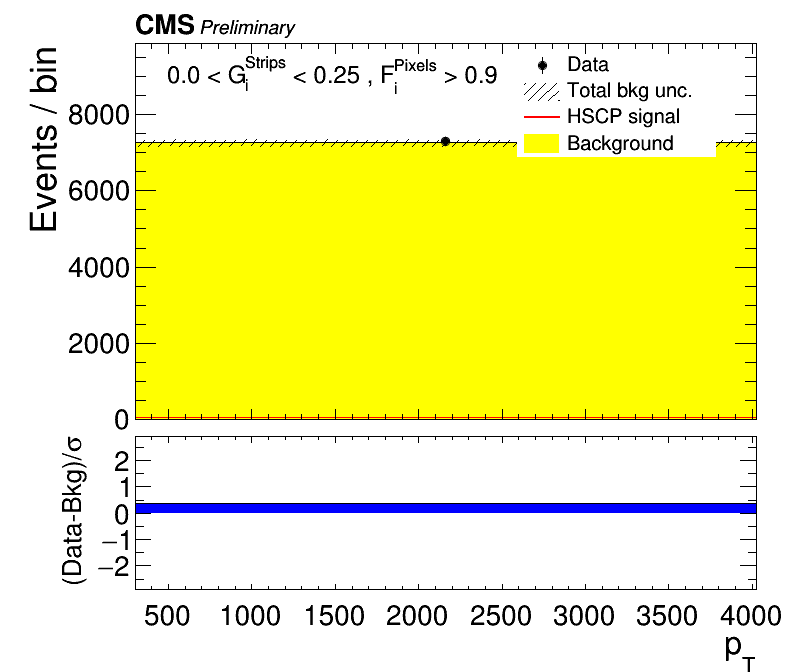 CMS Preliminary
0.0 < G_i^Strips < 0.25 , F_i^Pixels > 0.9
Data
Total bkg unc.
HSCP signal
Background
Events / bin
8000
6000
4000
2000
0
(Data-Bkg)/σ
2
1
0
−1
−2
500 1000 1500 2000 2500 3000 3500 4000
p_T